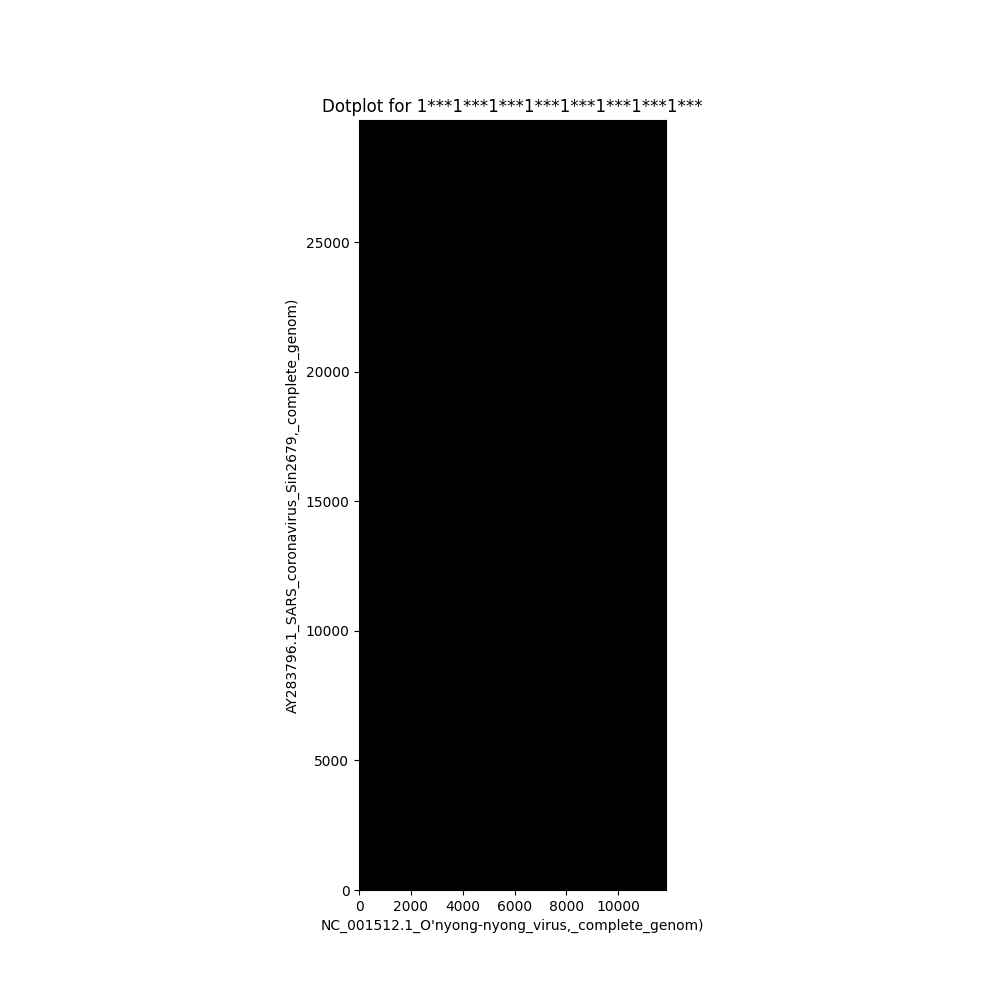 Dotplot for 1***1***1***1***1***1***1***1***
25000
20000
15000
10000
5000
0
AY283796.1_SARS_coronavirus_Sin2679,_complete_genom)
0 2000 4000 6000 8000 10000
NC_001512.1_O'nyong-nyong_virus,_complete_genom)